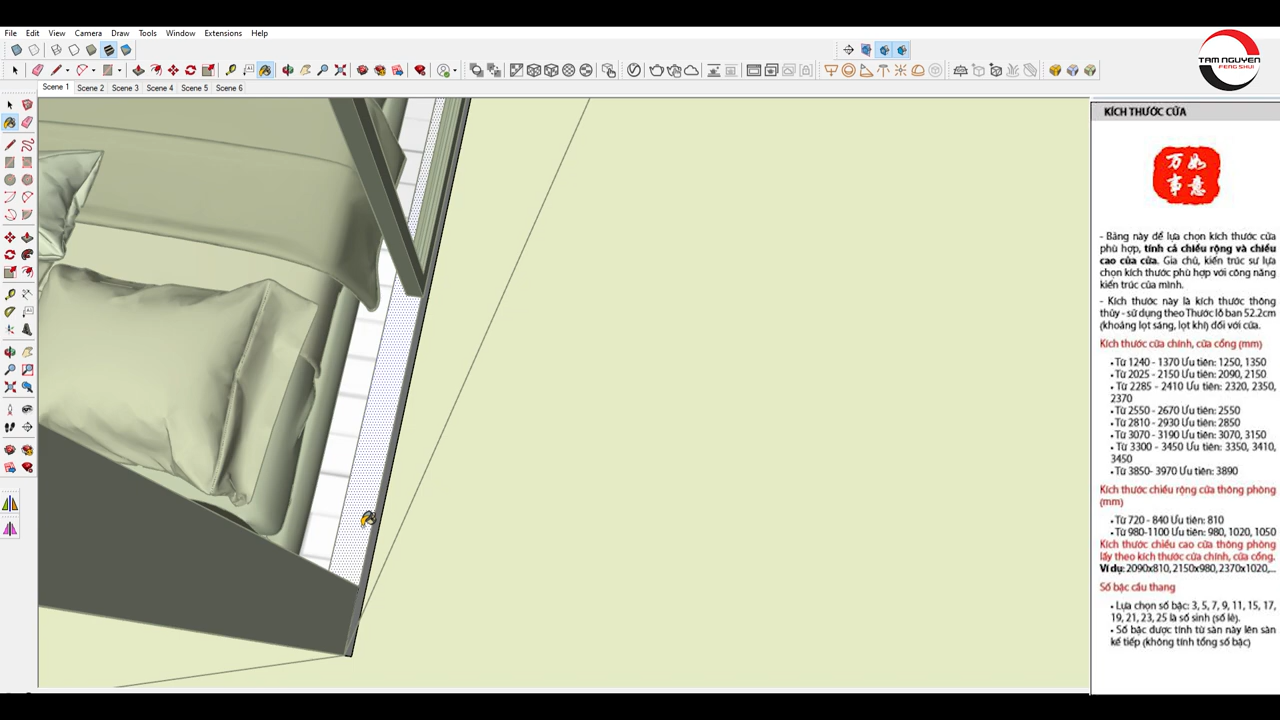 File Edit View Camera Draw Tools Window Extensions Help
TAM NGUYEN
FENG SHUI
Scene 1 Scene 2 Scene 3 Scene 4 Scene 5 Scene 6
KÍCH THƯỚC CỬA
万 如
事 意
- Bảng này để lựa chọn kích thước cửa
phù hợp, tính cả chiều rộng và chiều
cao của cửa. Gia chủ, kiến trúc sư lựa
chọn kích thước phù hợp với công năng
kiến trúc của mình.
- Kích thước này là kích thước thông
thủy - sử dụng theo Thước lỗ ban 52.2cm
(khoảng lọt sáng, lọt khí) đối với cửa.
Kích thước cửa chính, cửa cổng (mm)
• Từ 1240 - 1370 Ưu tiên: 1250, 1350
• Từ 2025 - 2150 Ưu tiên: 2090, 2150
• Từ 2285 - 2410 Ưu tiên: 2320, 2350,
2370
• Từ 2550 - 2670 Ưu tiên: 2550
• Từ 2810 - 2930 Ưu tiên: 2850
• Từ 3070 - 3190 Ưu tiên: 3070, 3150
• Từ 3300 - 3450 Ưu tiên: 3350, 3410,
3450
• Từ 3850- 3970 Ưu tiên: 3890
Kích thước chiều rộng cửa thông phòng
(mm)
• Từ 720 - 840 Ưu tiên: 810
• Từ 980-1100 Ưu tiên: 980, 1020, 1050
Kích thước chiều cao cửa thông phòng
lấy theo kích thước cửa chính, cửa cổng.
Ví dụ: 2090x810, 2150x980, 2370x1020,...
Số bậc cầu thang
• Lựa chọn số bậc: 3, 5, 7, 9, 11, 15, 17,
19, 21, 23, 25 là số sinh (số lẻ).
• Số bậc được tính từ sàn này lên sàn
kế tiếp (không tính tổng số bậc)